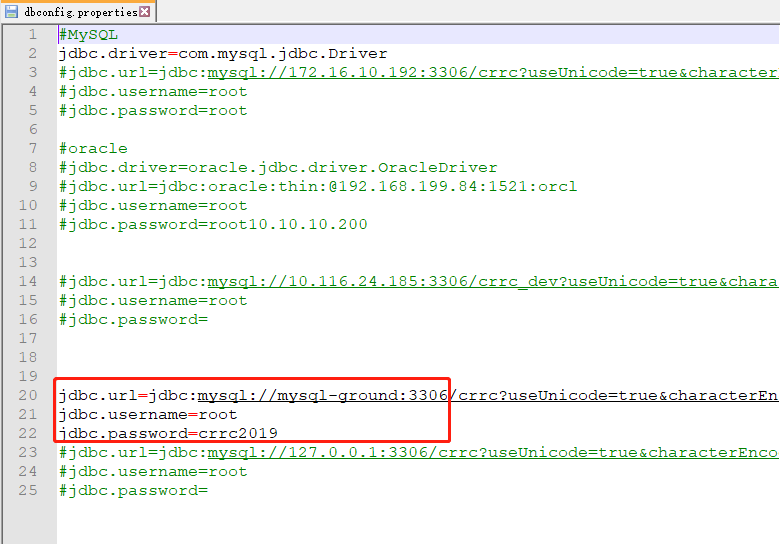 dbconfig.properties
1 #MySQL
2 jdbc.driver=com.mysql.jdbc.Driver
3 #jdbc.url=jdbc:mysql://172.16.10.192:3306/crrc?useUnicode=true&characterE
4 #jdbc.username=root
5 #jdbc.password=root
6
7 #oracle
8 #jdbc.driver=oracle.jdbc.driver.OracleDriver
9 #jdbc.url=jdbc:oracle:thin:@192.168.199.84:1521:orcl
10 #jdbc.username=root
11 #jdbc.password=root10.10.10.200
12
13
14 #jdbc.url=jdbc:mysql://10.116.24.185:3306/crrc_dev?useUnicode=true&chara
15 #jdbc.username=root
16 #jdbc.password=
17
18
19
20 jdbc.url=jdbc:mysql://mysql-ground:3306/crrc?useUnicode=true&characterEn
21 jdbc.username=root
22 jdbc.password=crrc2019
23 #jdbc.url=jdbc:mysql://127.0.0.1:3306/crrc?useUnicode=true&characterEnco
24 #jdbc.username=root
25 #jdbc.password=